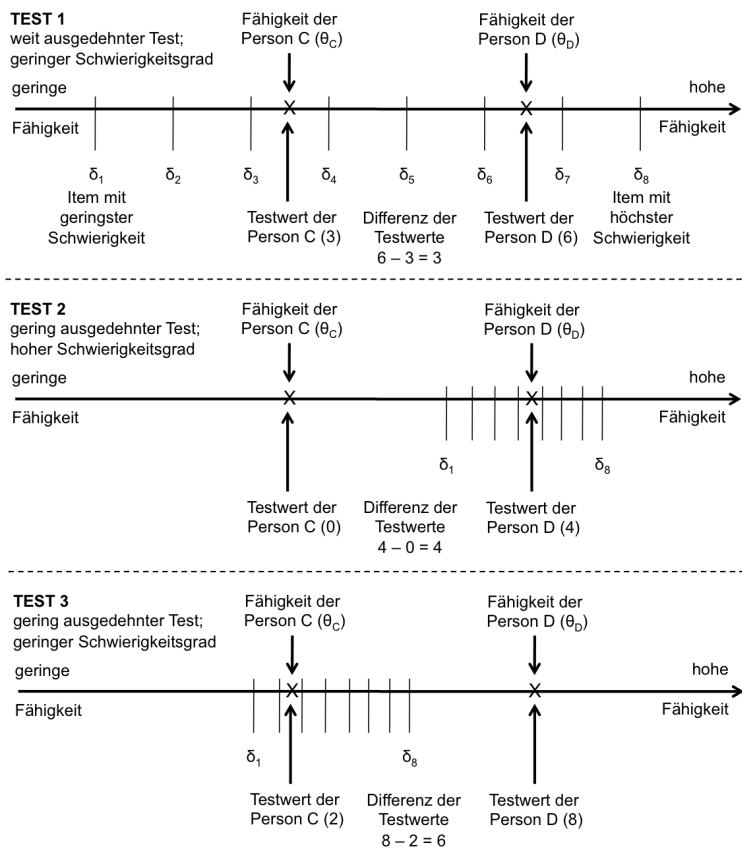 TEST 1
weit ausgedehnter Test;
geringer Schwierigkeitsgrad
Fähigkeit der
Person C (θC)
Fähigkeit der
Person D (θD)
geringe
hohe
X
X
Fähigkeit
Fähigkeit
δ1
δ2
δ3
δ4
δ5
δ6
δ7
δ8
Item mit
geringster
Schwierigkeit
Testwert der
Person C (3)
Differenz der
Testwerte
6 – 3 = 3
Testwert der
Person D (6)
Item mit
höchster
Schwierigkeit
TEST 2
gering ausgedehnter Test;
hoher Schwierigkeitsgrad
Fähigkeit der
Person C (θC)
Fähigkeit der
Person D (θD)
geringe
hohe
X
X
Fähigkeit
Fähigkeit
δ1
δ8
Testwert der
Person C (0)
Differenz der
Testwerte
4 – 0 = 4
Testwert der
Person D (4)
TEST 3
gering ausgedehnter Test;
geringer Schwierigkeitsgrad
Fähigkeit der
Person C (θC)
Fähigkeit der
Person D (θD)
geringe
hohe
X
X
Fähigkeit
Fähigkeit
δ1
δ8
Testwert der
Person C (2)
Differenz der
Testwerte
8 – 2 = 6
Testwert der
Person D (8)